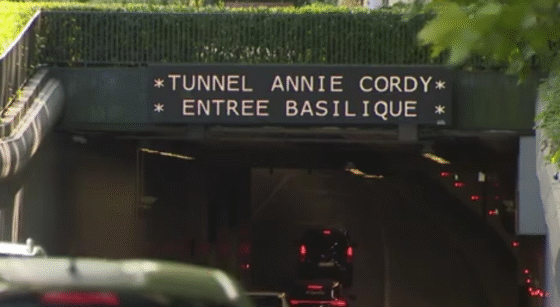 *TUNNEL ANNIE CORDY*
* ENTREE BASILIQUE *